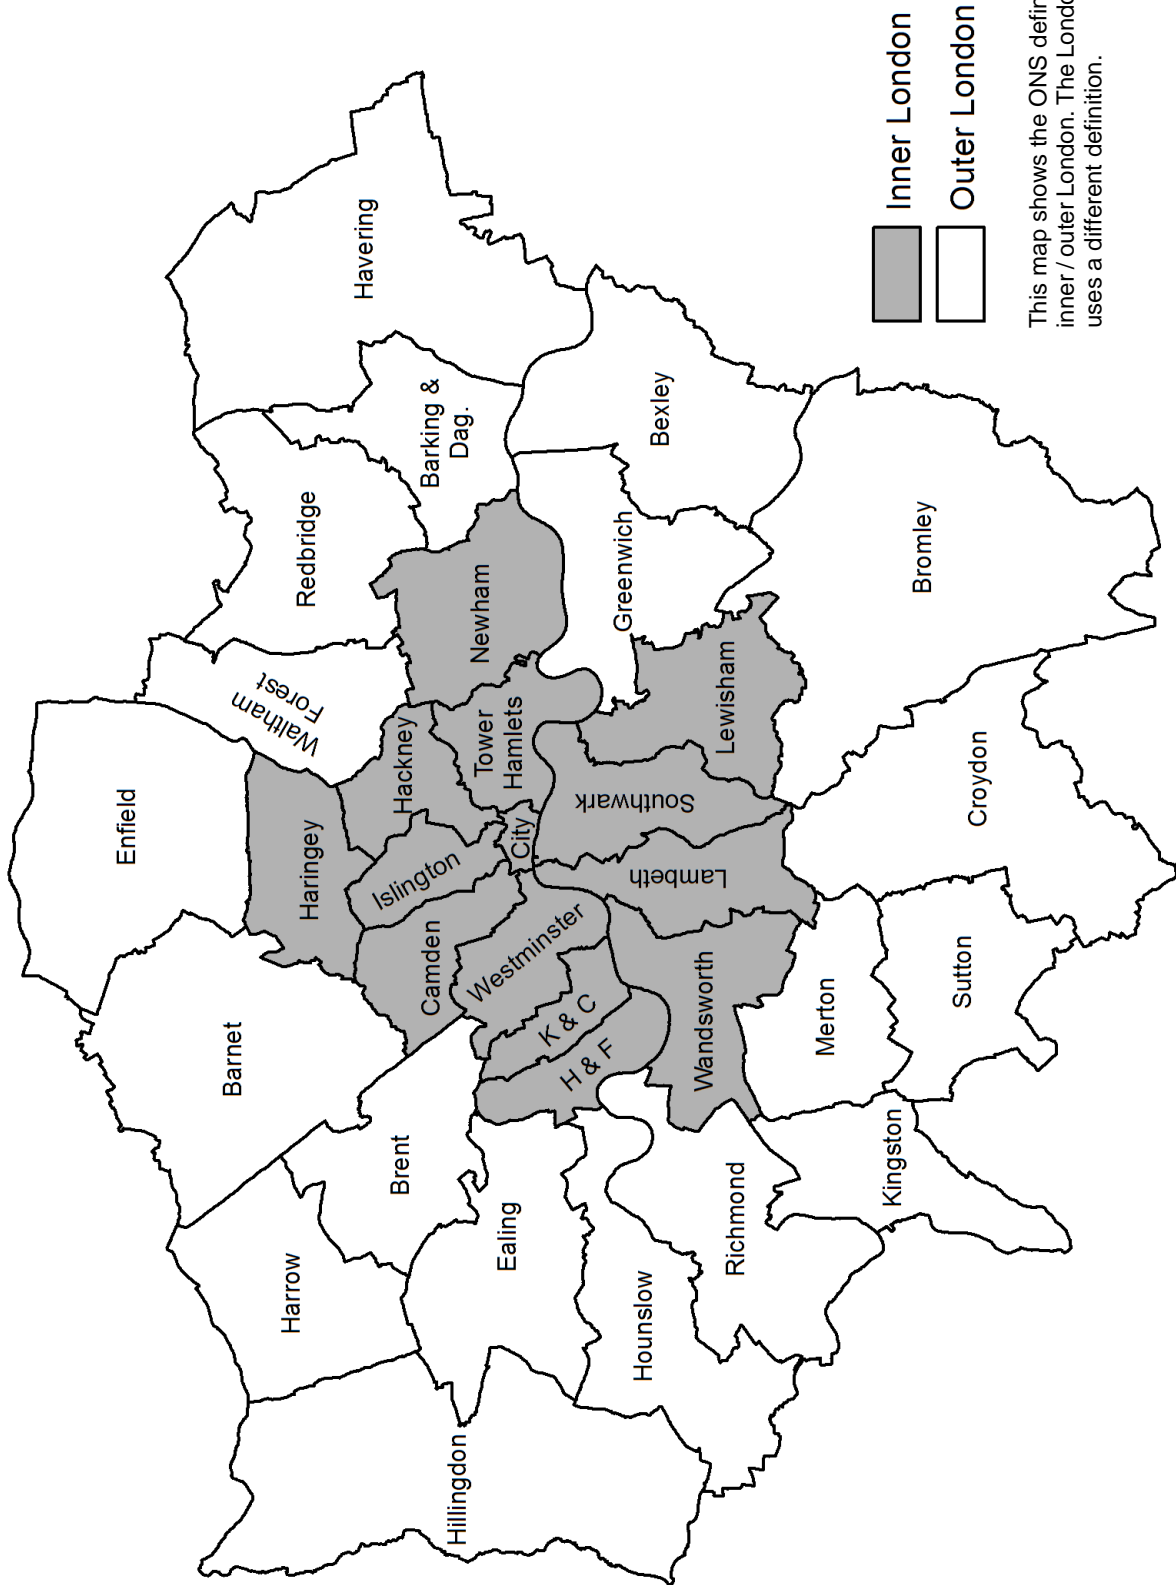 Enfield
Barnet
Haringey
Waltham
Forest
Redbridge
Havering
Harrow
Brent
Camden
Islington
Hackney
Newham
Barking &
Dag.
Hillingdon
Ealing
Westminster
K & C
H & F
City
Tower
Hamlets
Hounslow
Richmond
Wandsworth
Lambeth
Southwark
Lewisham
Greenwich
Bexley
Kingston
Merton
Sutton
Croydon
Bromley
Inner London
Outer London
This map shows the ONS
inner / outer London. The
uses a different definition.